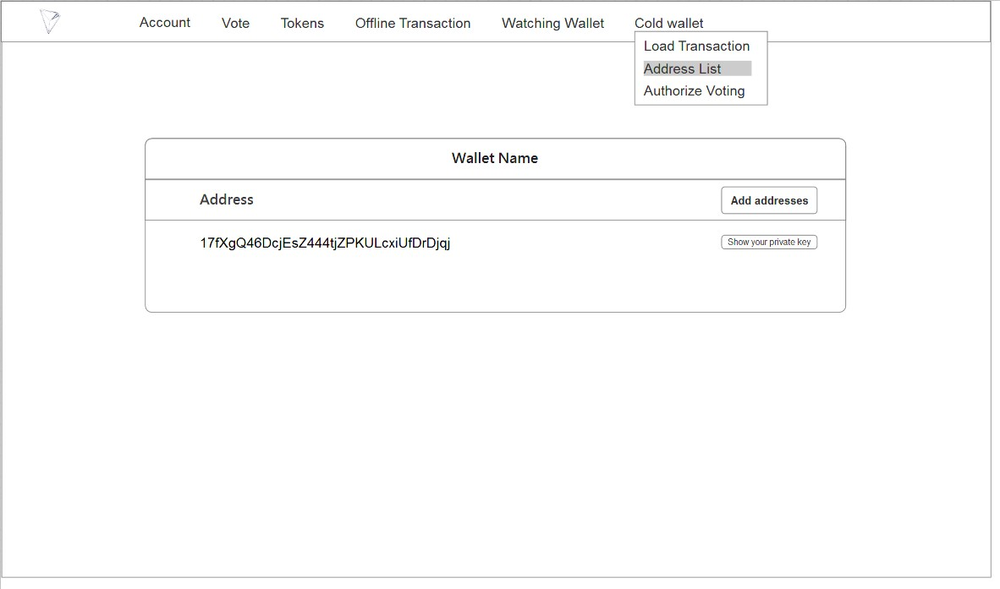 Account Vote Tokens Offline Transaction Watching Wallet Cold wallet
Load Transaction
Address List
Authorize Voting
Wallet Name
Address Add addresses
17fXgQ46DcjEsZ444tjZPKULcxiUfDrDjqj Show your private key